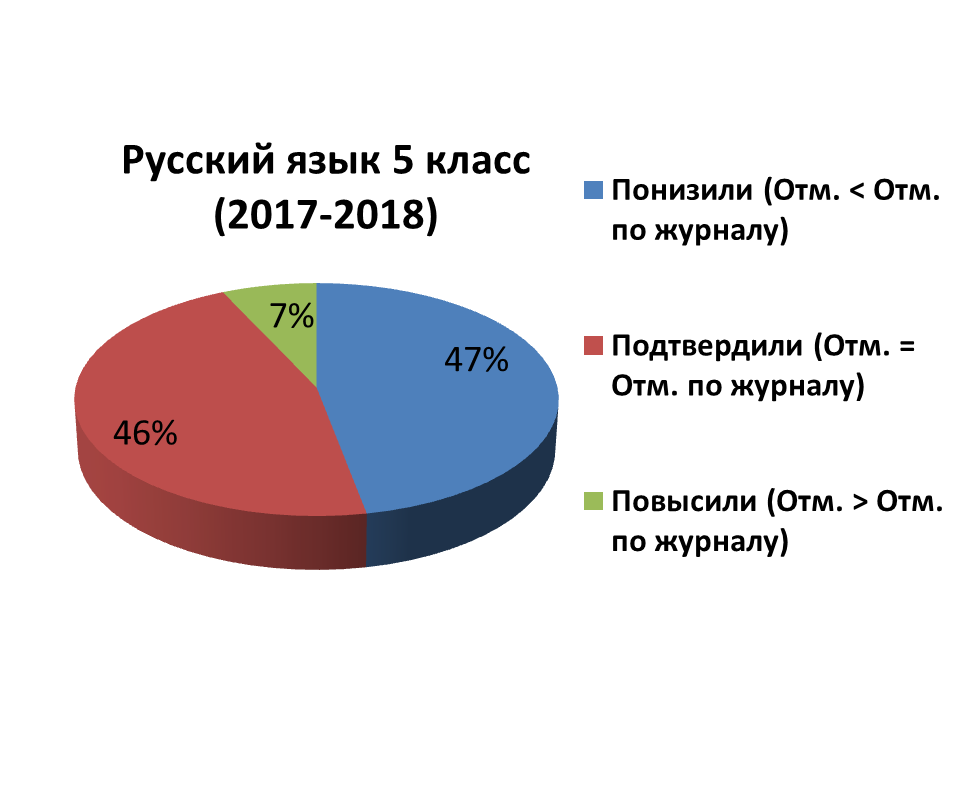 Русский язык 5 класс
(2017-2018)
7%
47%
46%
Понизили (Отм. < Отм.
по журналу)
Подтвердили (Отм. =
Отм. по журналу)
Повысили (Отм. > Отм.
по журналу)